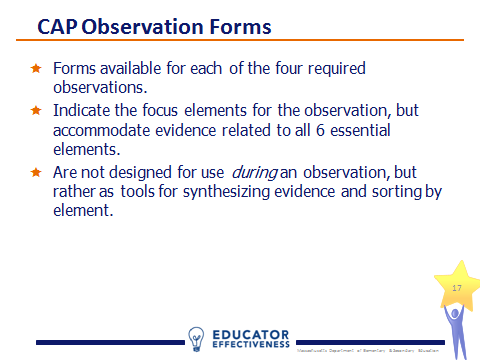 CAP Observation Forms
Forms available for each of the four required
observations.
Indicate the focus elements for the observation, but
accommodate evidence related to all 6 essential
elements.
Are not designed for use during an observation, but
rather as tools for synthesizing evidence and sorting by
element.
17
EDUCATOR
EFFECTIVENESS
Massachusetts Department of Elementary & Secondary Education